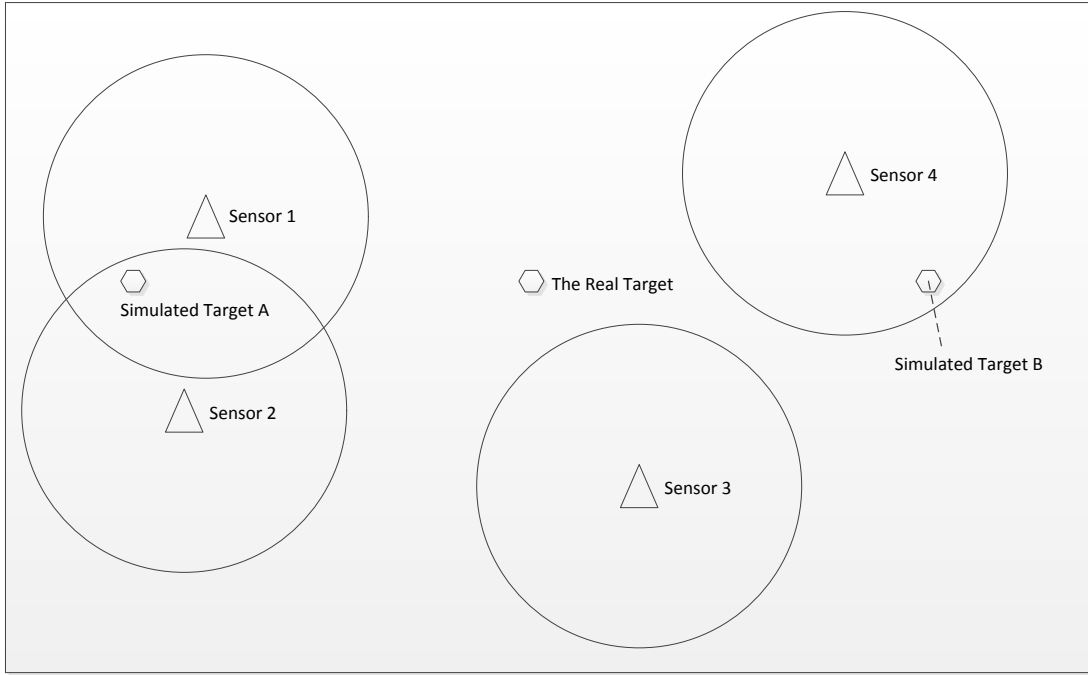 Sensor 4
Sensor 1
The Real Target
Simulated Target A
Simulated Target B
Sensor 2
Sensor 3